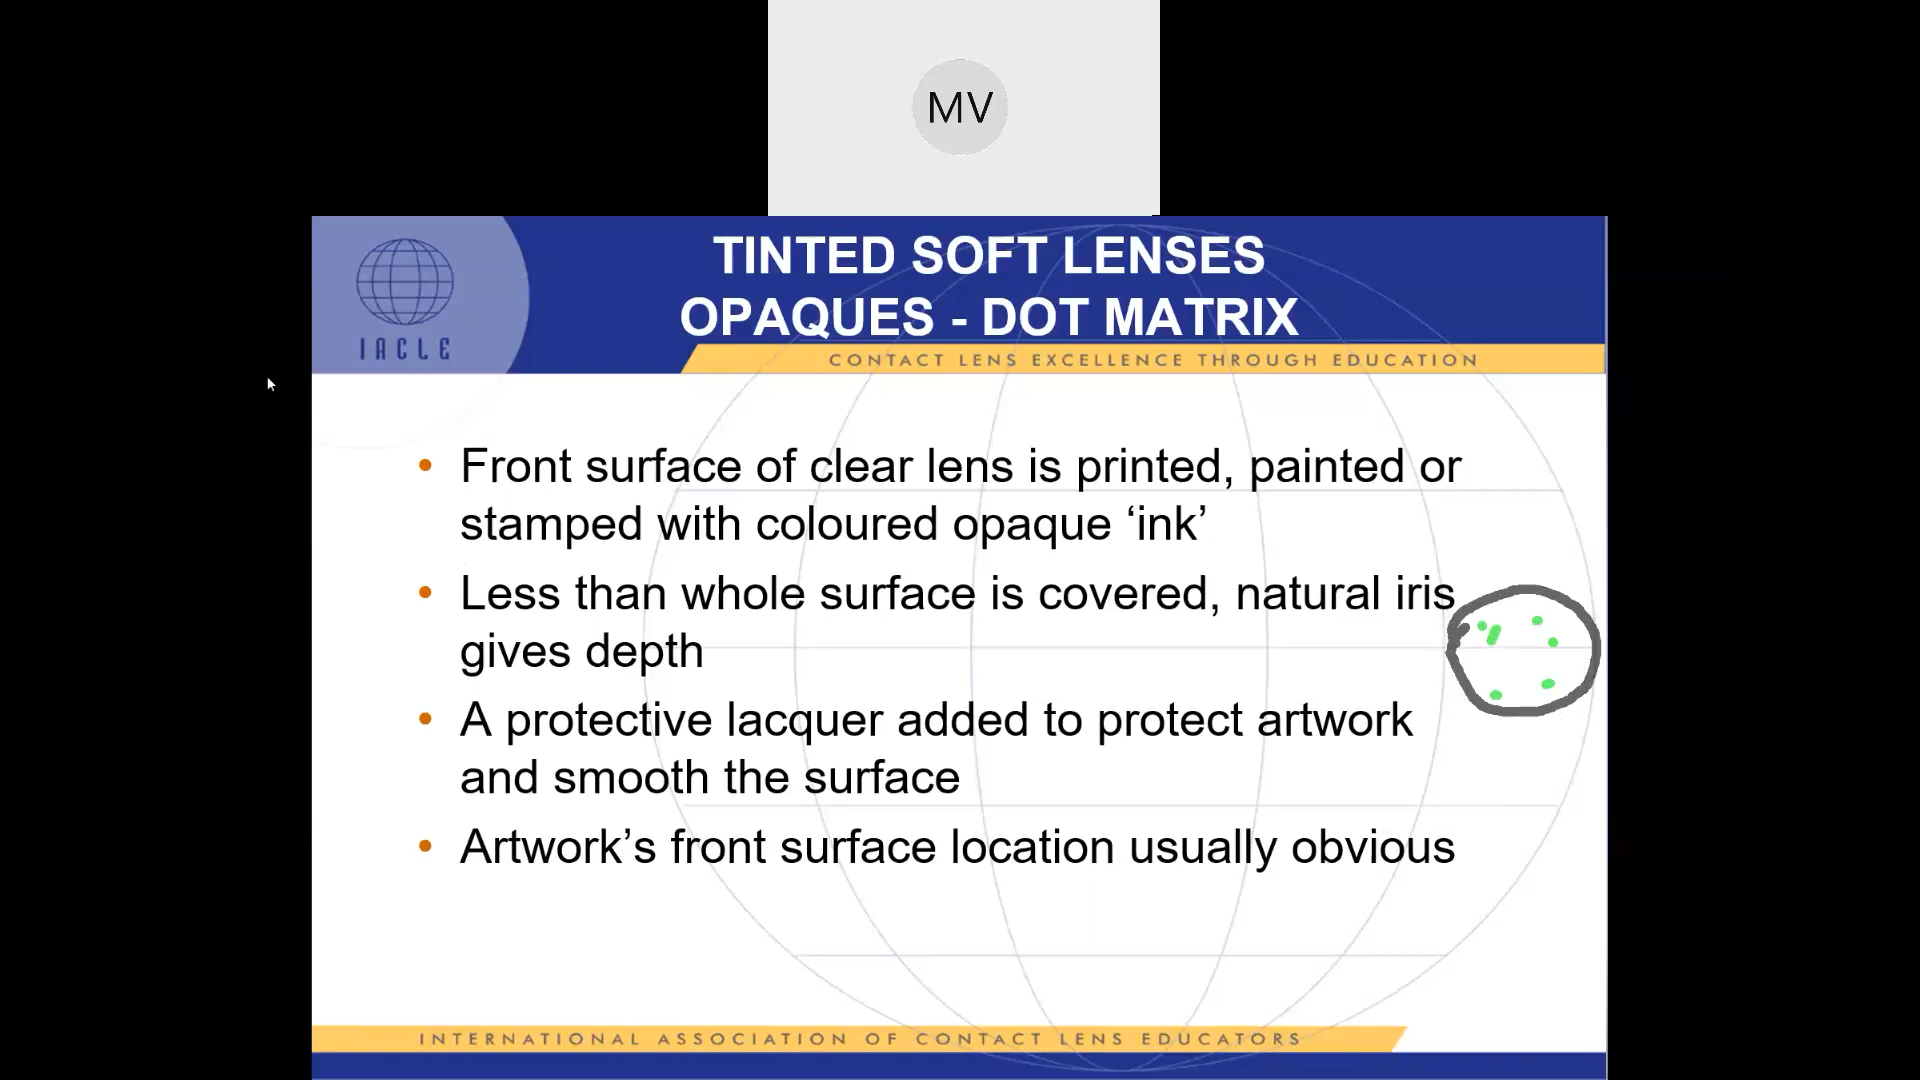 MV
TINTED SOFT LENSES
OPAQUES - DOT MATRIX
IACLE
CONTACT LENS EXCELLENCE THROUGH EDUCATION
• Front surface of clear lens is printed, painted or
stamped with coloured opaque ‘ink’
• Less than whole surface is covered, natural iris
gives depth
• A protective lacquer added to protect artwork
and smooth the surface
• Artwork’s front surface location usually obvious
INTERNATIONAL ASSOCIATION OF CONTACT LENS EDUCATORS